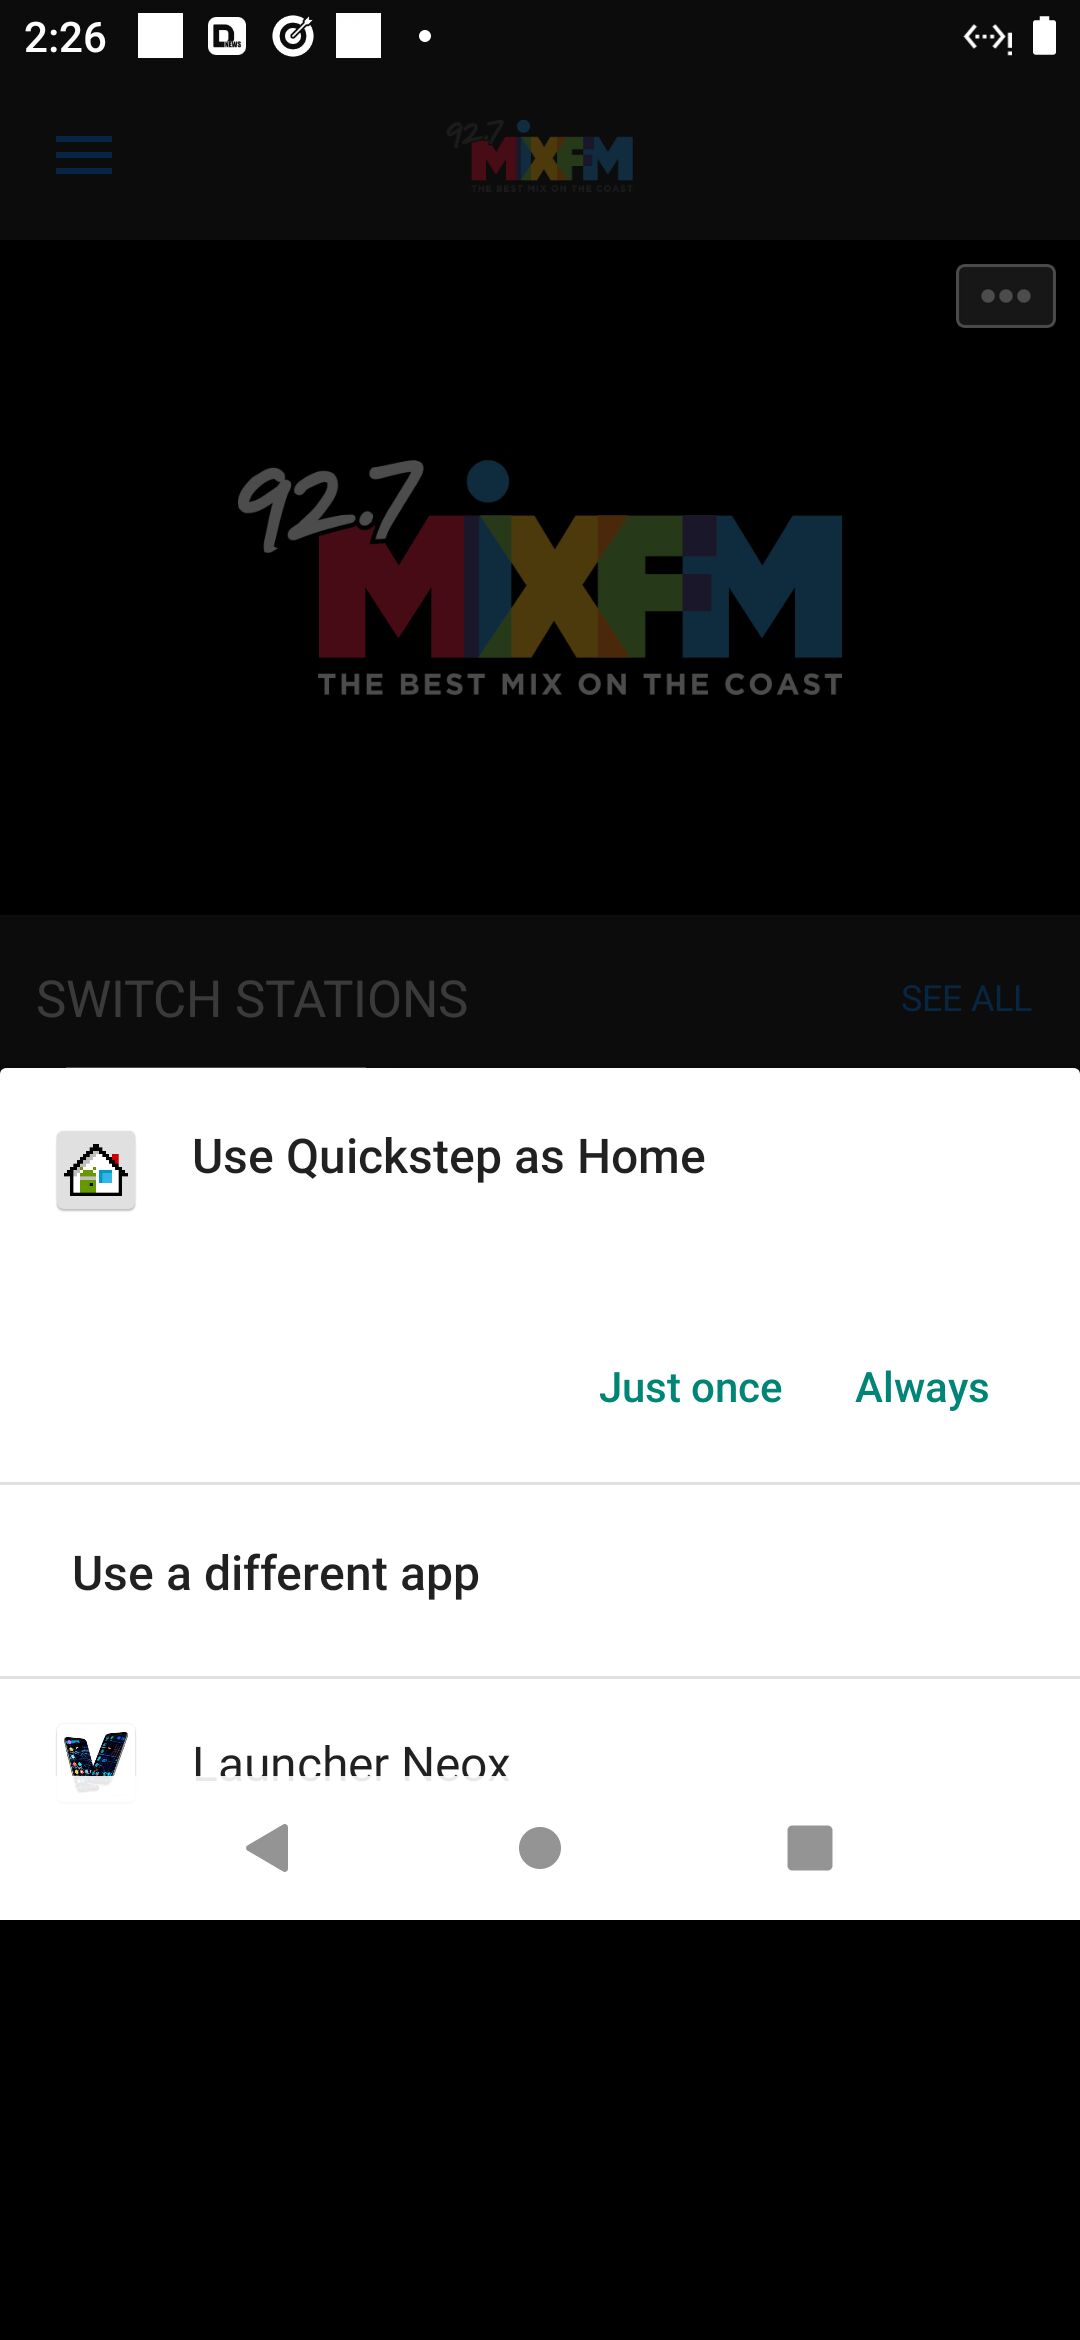 2:26
D NEWS
92.7
MiXFM
THE BEST MIX ON THE COAST
92.7
MiXFM
THE BEST MIX ON THE COAST
SWITCH STATIONS
SEE ALL
Use Quickstep as Home
Just once
Always
Use a different app
Launcher Neox